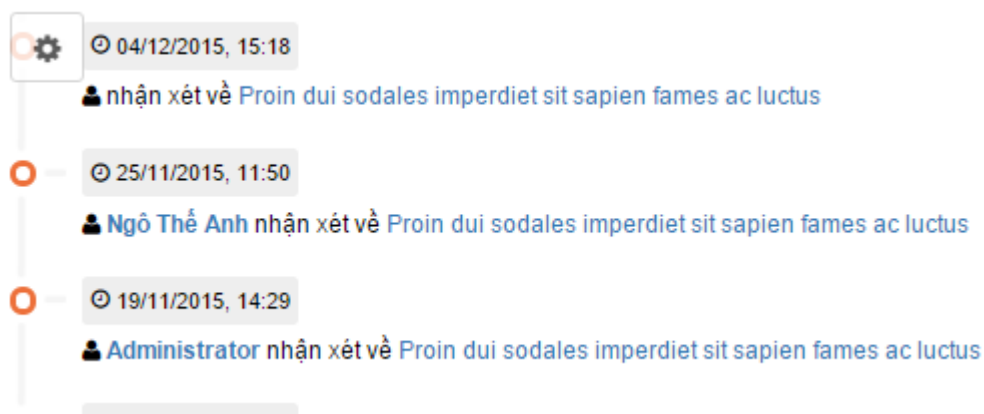 04/12/2015, 15:18
nhận xét về Proin dui sodales imperdiet sit sapien fames ac luctus
25/11/2015, 11:50
Ngô Thế Anh nhận xét về Proin dui sodales imperdiet sit sapien fames ac luctus
19/11/2015, 14:29
Administrator nhận xét về Proin dui sodales imperdiet sit sapien fames ac luctus